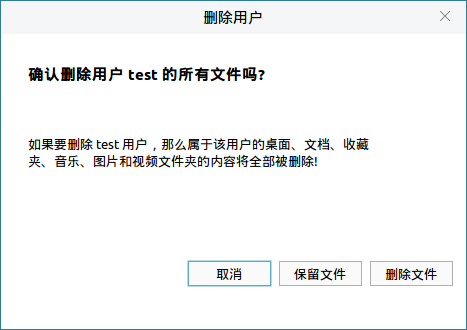 删除用户
确认删除用户 test 的所有文件吗?
如果要删除 test 用户，那么属于该用户的桌面、文档、收藏
夹、音乐、图片和视频文件夹的内容将全部被删除!
取消
保留文件
删除文件